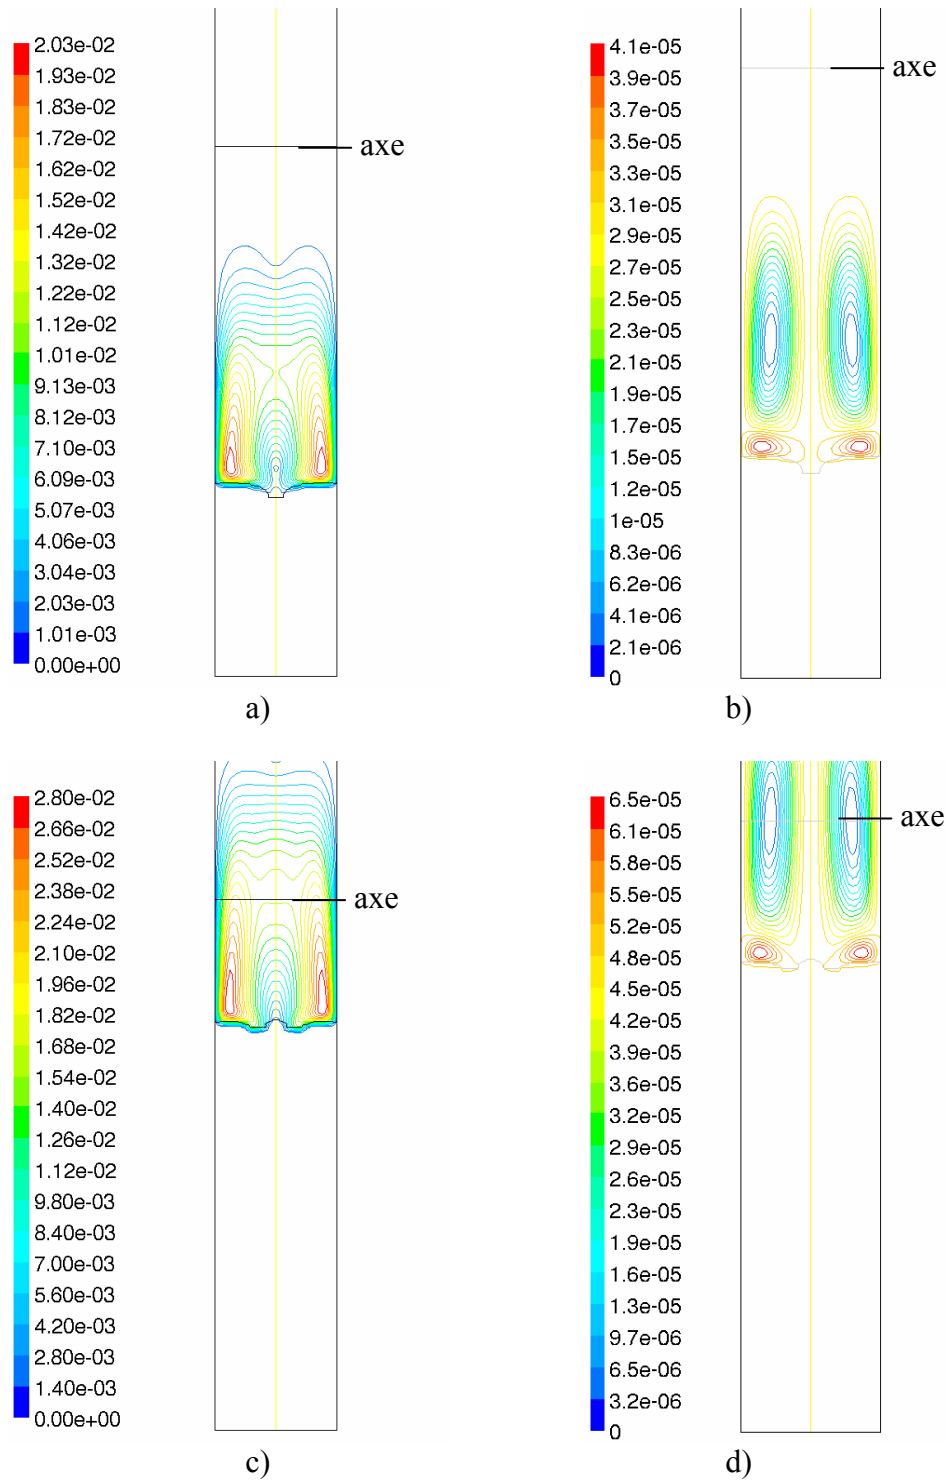 2.03e-02
1.93e-02
1.83e-02
1.72e-02
1.62e-02
1.52e-02
1.42e-02
1.32e-02
1.22e-02
1.12e-02
1.01e-02
9.13e-03
8.12e-03
7.10e-03
6.09e-03
5.07e-03
4.06e-03
3.04e-03
2.03e-03
1.01e-03
0.00e+00
axe
a)
4.1e-05
3.9e-05
3.7e-05
3.5e-05
3.3e-05
3.1e-05
2.9e-05
2.7e-05
2.5e-05
2.3e-05
2.1e-05
1.9e-05
1.7e-05
1.5e-05
1.2e-05
1e-05
8.3e-06
6.2e-06
4.1e-06
2.1e-06
0
axe
b)
2.80e-02
2.66e-02
2.52e-02
2.38e-02
2.24e-02
2.10e-02
1.96e-02
1.82e-02
1.68e-02
1.54e-02
1.40e-02
1.26e-02
1.12e-02
9.80e-03
8.40e-03
7.00e-03
5.60e-03
4.20e-03
2.80e-03
1.40e-03
0.00e+00
axe
c)
6.5e-05
6.1e-05
5.8e-05
5.5e-05
5.2e-05
4.8e-05
4.5e-05
4.2e-05
3.9e-05
3.6e-05
3.2e-05
2.9e-05
2.6e-05
2.3e-05
1.9e-05
1.6e-05
1.3e-05
9.7e-06
6.5e-06
3.2e-06
0
axe
d)